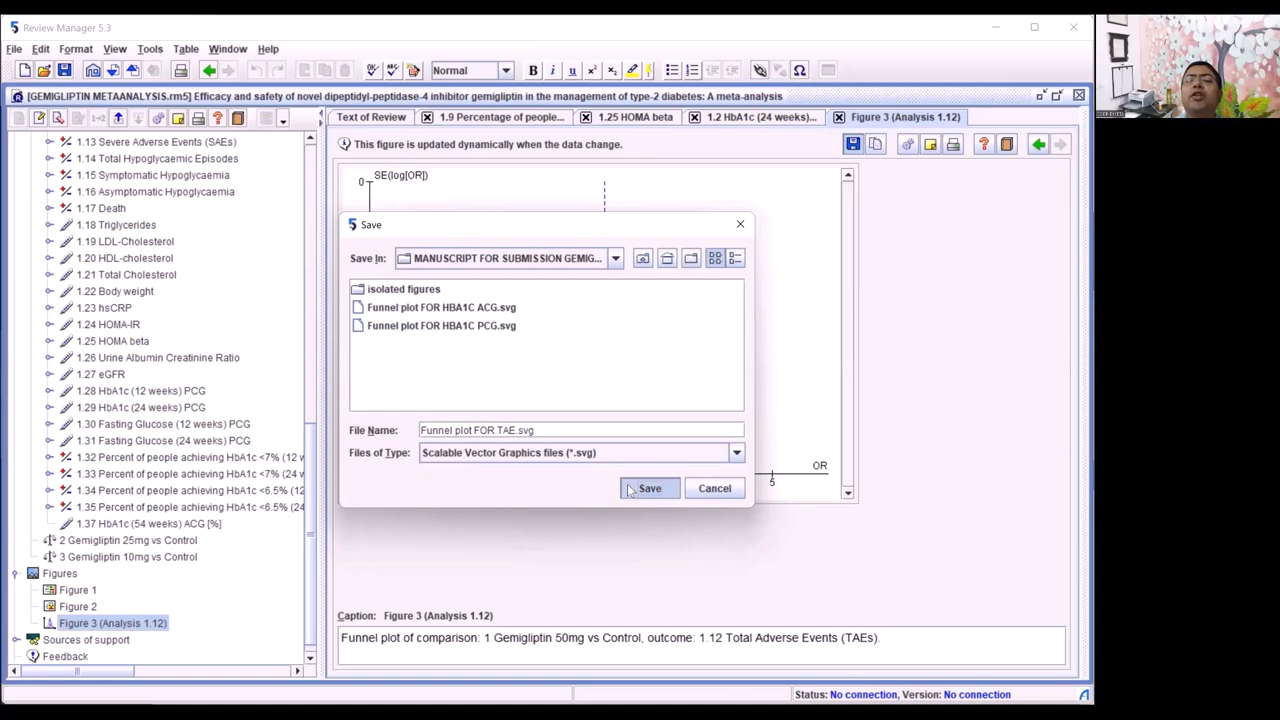 Review Manager 5.3
File Edit Format View Tools Table Window Help
Normal
[GEMIGLIPTIN METAANALYSIS.rm5] Efficacy and safety of novel dipeptidyl-peptidase-4 inhibitor gemigliptin in the management of type-2 diabetes: A meta-analysis
Text of Review 1.9 Percentage of people... 1.25 HOMA beta 1.2 HbA1c (24 weeks)... Figure 3 (Analysis 1.12)
This figure is updated dynamically when the data change.
1.13 Severe Adverse Events (SAEs)
1.14 Total Hypoglycaemic Episodes
1.15 Symptomatic Hypoglycaemia
1.16 Asymptomatic Hypoglycaemia
1.17 Death
1.18 Triglycerides
1.19 LDL-Cholesterol
1.20 HDL-cholesterol
1.21 Total Cholesterol
1.22 Body weight
1.23 hsCRP
1.24 HOMA-IR
1.25 HOMA beta
1.26 Urine Albumin Creatinine Ratio
1.27 eGFR
1.28 HbA1c (12 weeks) PCG
1.29 HbA1c (24 weeks) PCG
1.30 Fasting Glucose (12 weeks) PCG
1.31 Fasting Glucose (24 weeks) PCG
1.32 Percent of people achieving HbA1c <7% (12 w
1.33 Percent of people achieving HbA1c <7% (24 w
1.34 Percent of people achieving HbA1c <6.5% (12
1.35 Percent of people achieving HbA1c <6.5% (24
1.37 HbA1c (54 weeks) ACG [%]
2 Gemigliptin 25mg vs Control
3 Gemigliptin 10mg vs Control
Figures
Figure 1
Figure 2
Figure 3 (Analysis 1.12)
Sources of support
Feedback
0
SE(log[OR])
Save
Save In: MANUSCRIPT FOR SUBMISSION GEMIG...
isolated figures
Funnel plot FOR HBA1C ACG.svg
Funnel plot FOR HBA1C PCG.svg
File Name: Funnel plot FOR TAE.svg
Files of Type: Scalable Vector Graphics files (*.svg)
Save Cancel
OR
5
Caption: Figure 3 (Analysis 1.12)
Funnel plot of comparison: 1 Gemigliptin 50mg vs Control, outcome: 1.12 Total Adverse Events (TAEs).
Status: No connection, Version: No connection